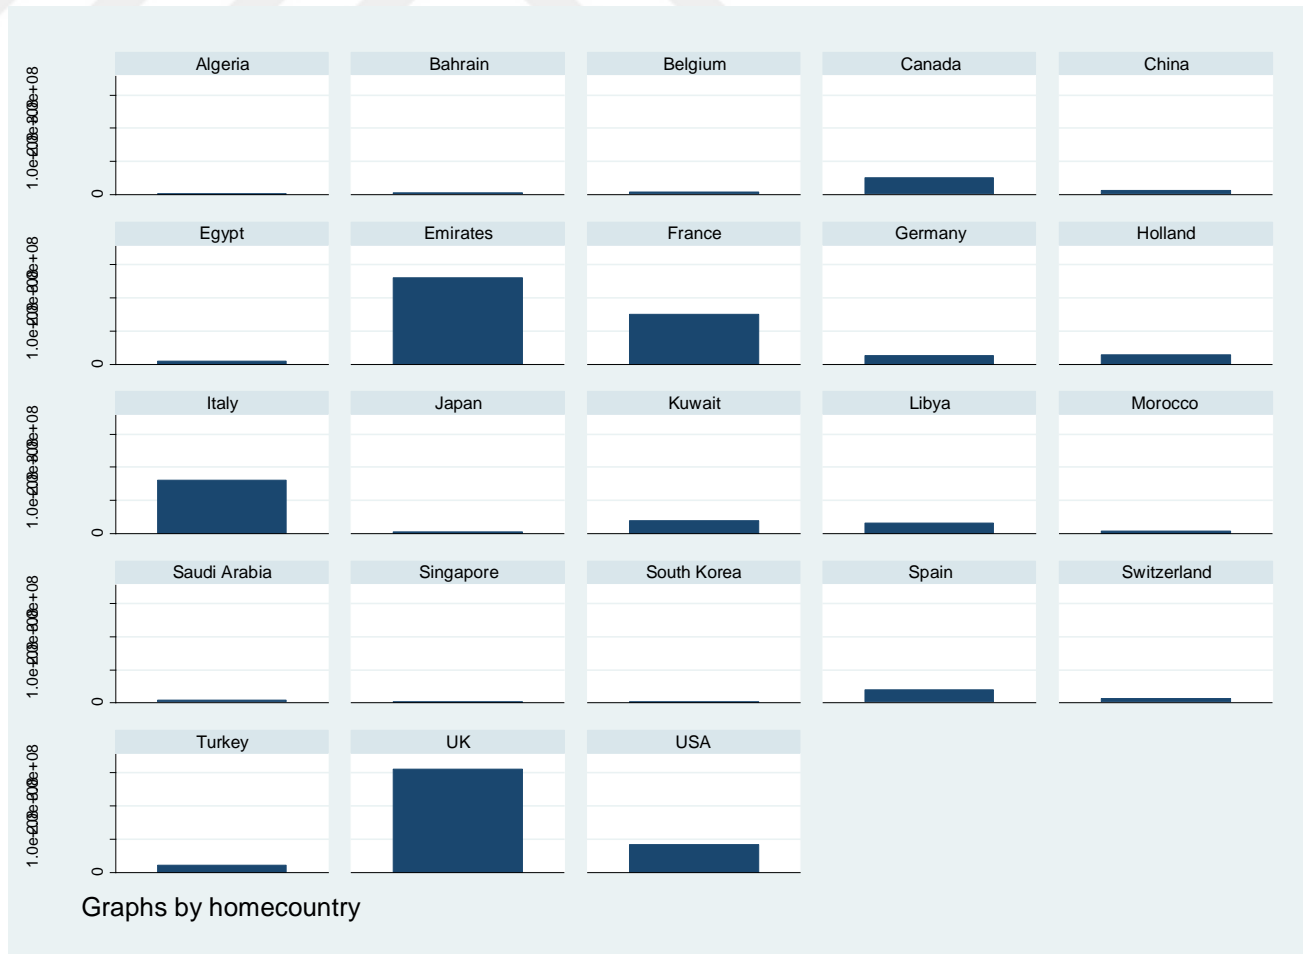 Algeria Bahrain Belgium Canada China
0
Egypt Emirates France Germany Holland
0
Italy Japan Kuwait Libya Morocco
0
Saudi Arabia Singapore South Korea Spain Switzerland
0
Turkey UK USA
0
Graphs by homecountry